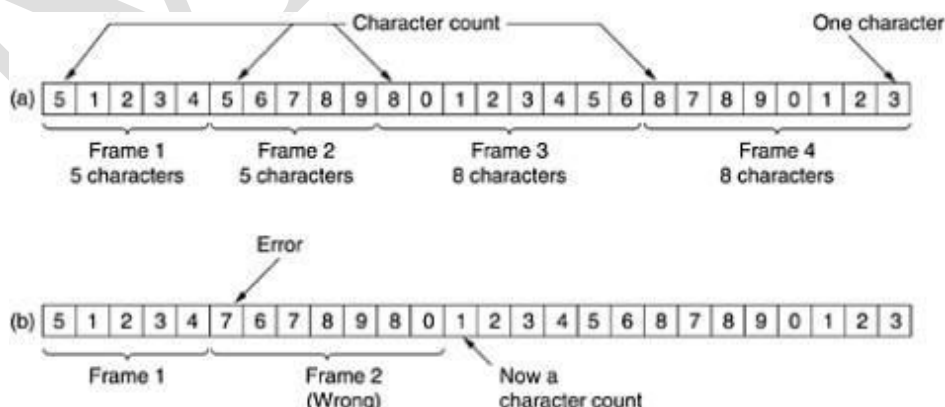 Character count
One character
(a) 5 1 2 3 4 5 6 7 8 9 8 0 1 2 3 4 5 6 8 7 8 9 0 1 2 3
Frame 1
5 characters
Frame 2
5 characters
Frame 3
8 characters
Frame 4
8 characters
Error
(b) 5 1 2 3 4 7 6 7 8 9 8 0 1 2 3 4 5 6 8 7 8 9 0 1 2 3
Frame 1
Frame 2
(Wrong)
Now a
character count